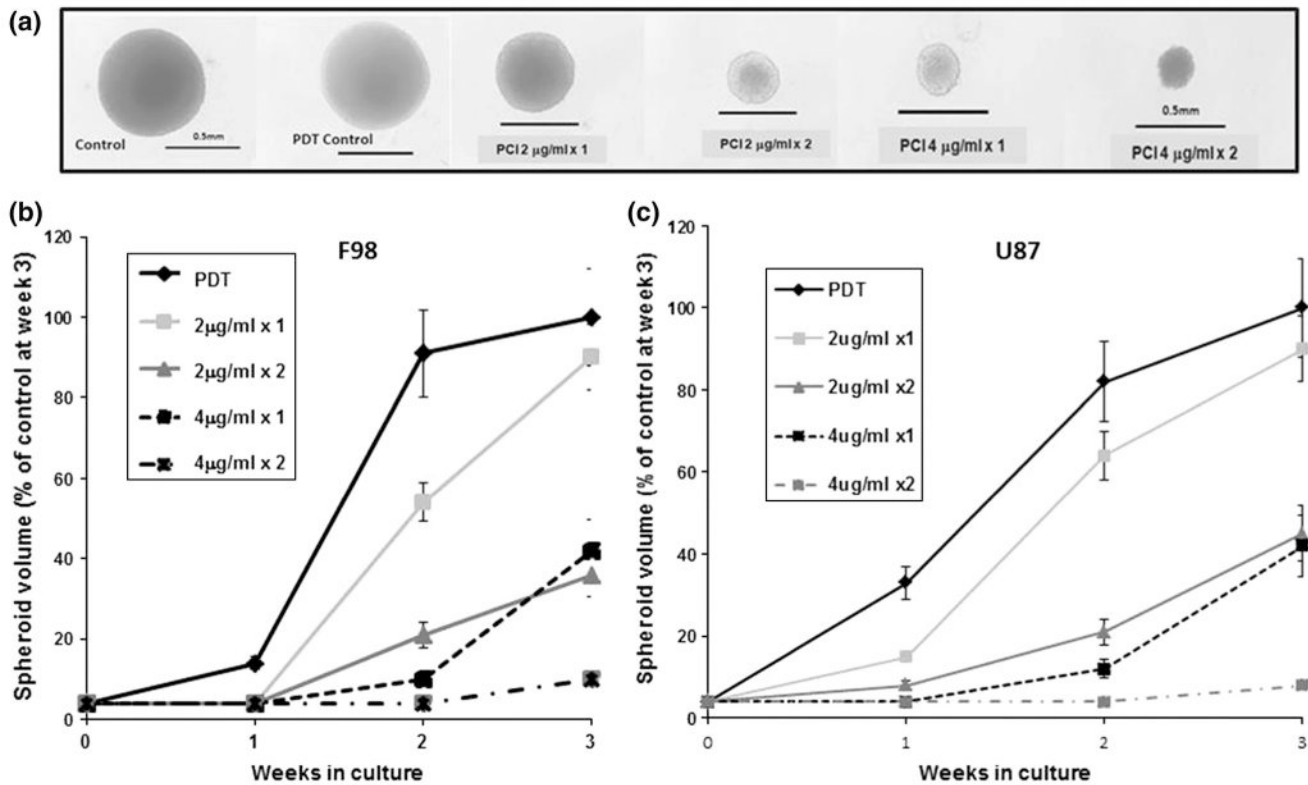 (a)
Control
0.5mm
PDT Control
PCI 2 µg/ml x 1
PCI 2 µg/ml x 2
PCI 4 µg/ml x 1
0.5mm
PCI 4 µg/ml x 2
(b)
F98
Spheroid volume (% of control at week 3)
120
100
80
60
40
20
0
PDT
2µg/ml x 1
2µg/ml x 2
4µg/ml x 1
4µg/ml x 2
0 1 2 3
Weeks in culture
(c)
U87
Spheroid volume (% of control at week 3)
120
100
80
60
40
20
0
PDT
2ug/ml x1
2ug/ml x2
4ug/ml x1
4ug/ml x2
0 1 2 3
Weeks in culture